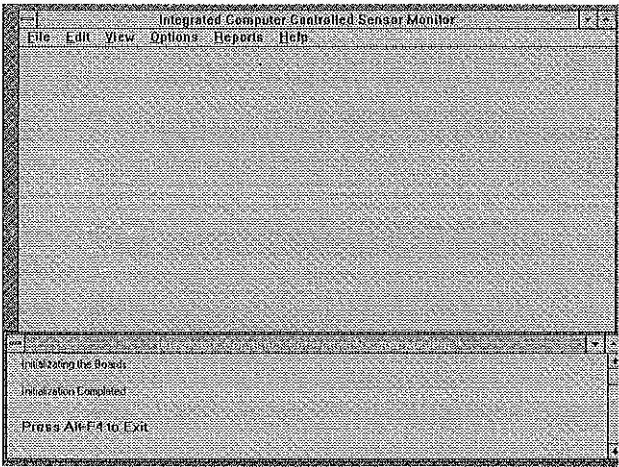 Integrated Computer Controlled Sensor Monitor
File Edit View Options Reports Help
Initializating the Boards
Initialization Completed
Press Alt-F4 to Exit